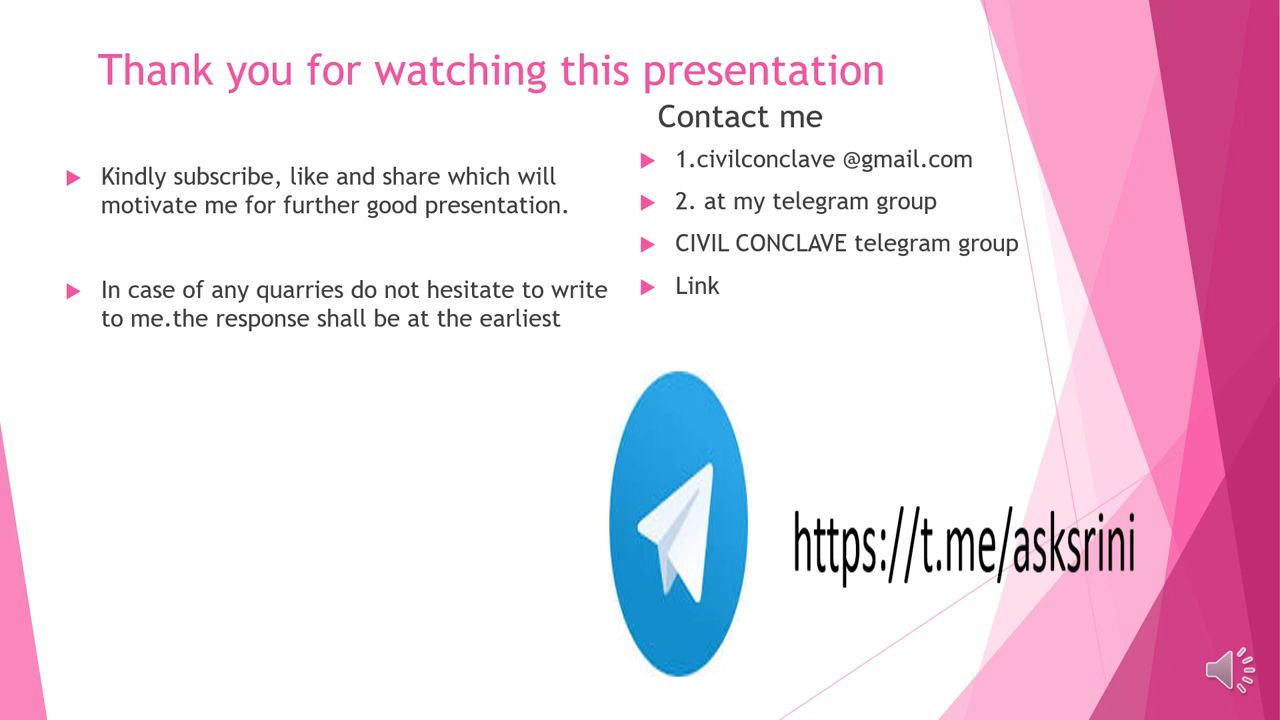 Thank you for watching this presentation
Kindly subscribe, like and share which will
motivate me for further good presentation.
In case of any quarries do not hesitate to write
to me.the response shall be at the earliest
Contact me
1.civilconclave @gmail.com
2. at my telegram group
CIVIL CONCLAVE telegram group
Link
https://t.me/asksrini